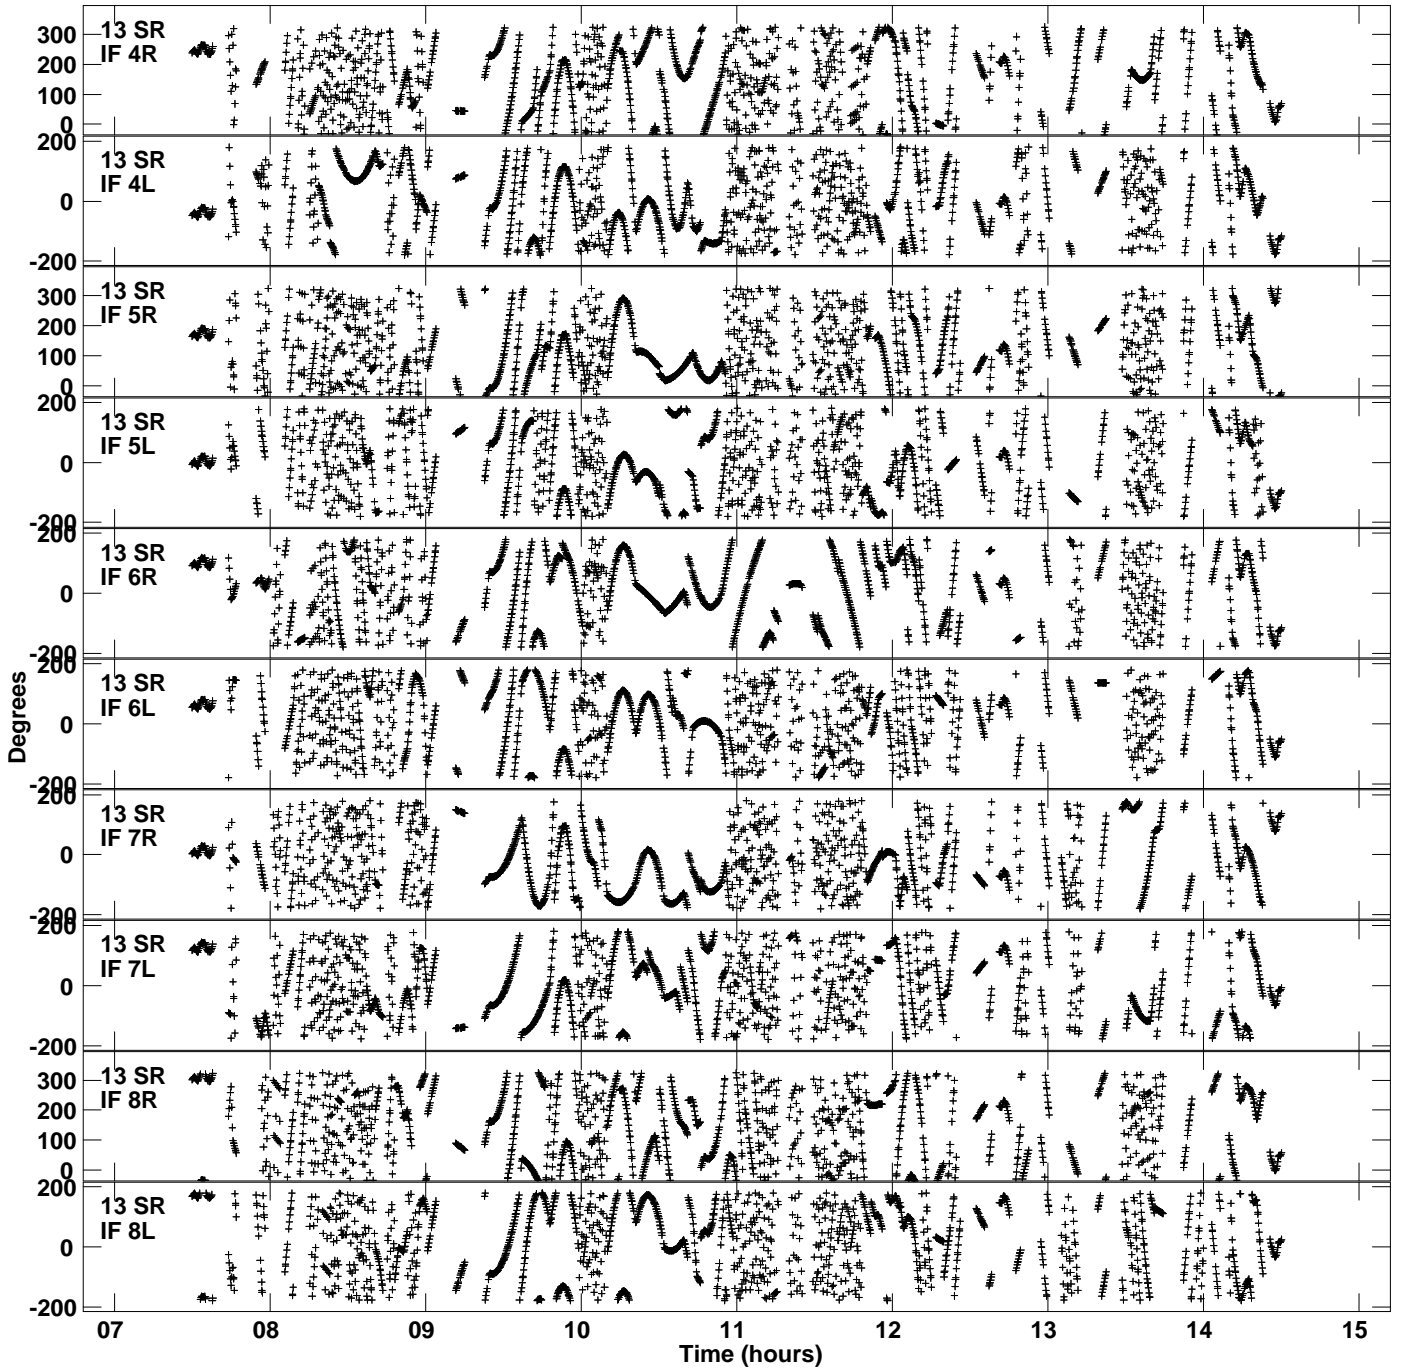 300
200
100
0
13 SR
IF 4R
200
0
-200
13 SR
IF 4L
300
200
100
0
13 SR
IF 5R
200
0
-200
13 SR
IF 5L
200
0
-200
13 SR
IF 6R
200
0
-200
13 SR
IF 6L
200
0
-200
13 SR
IF 7R
200
0
-200
13 SR
IF 7L
300
200
100
0
13 SR
IF 8R
200
0
-200
13 SR
IF 8L
Degrees
07 08 09 10 11 12 13 14 15
Time (hours)